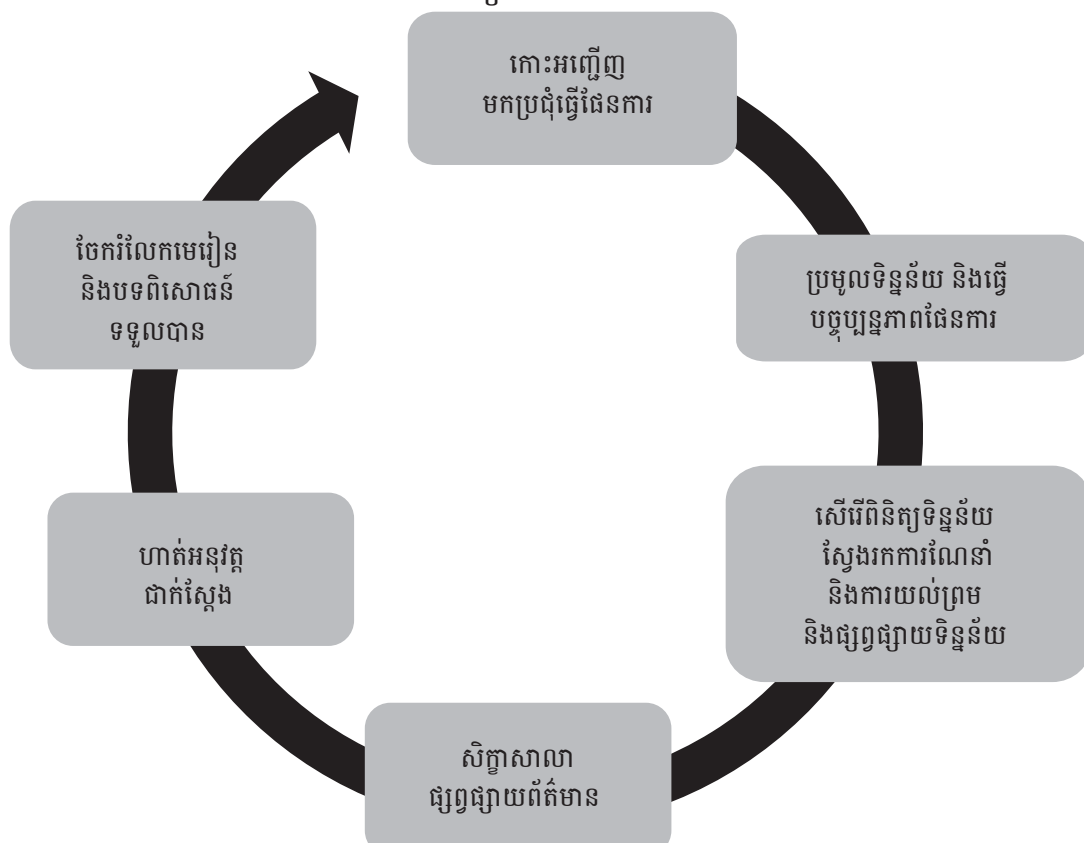 កោះអញ្ជើញ
មកប្រជុំធ្វើផែនការ
ប្រមូលទិន្នន័យ និងធ្វើ
បច្ចុប្បន្នភាពផែនការ
សើរើពិនិត្យទិន្នន័យ
ស្វែងរកការណែនាំ
និងការយល់ព្រម
និងផ្សព្វផ្សាយទិន្នន័យ
សិក្ខាសាលា
ផ្សព្វផ្សាយព័ត៌មាន
ហាត់អនុវត្ត
ជាក់ស្តែង
ចែករំលែកមេរៀន
និងបទពិសោធន៍
ទទួលបាន